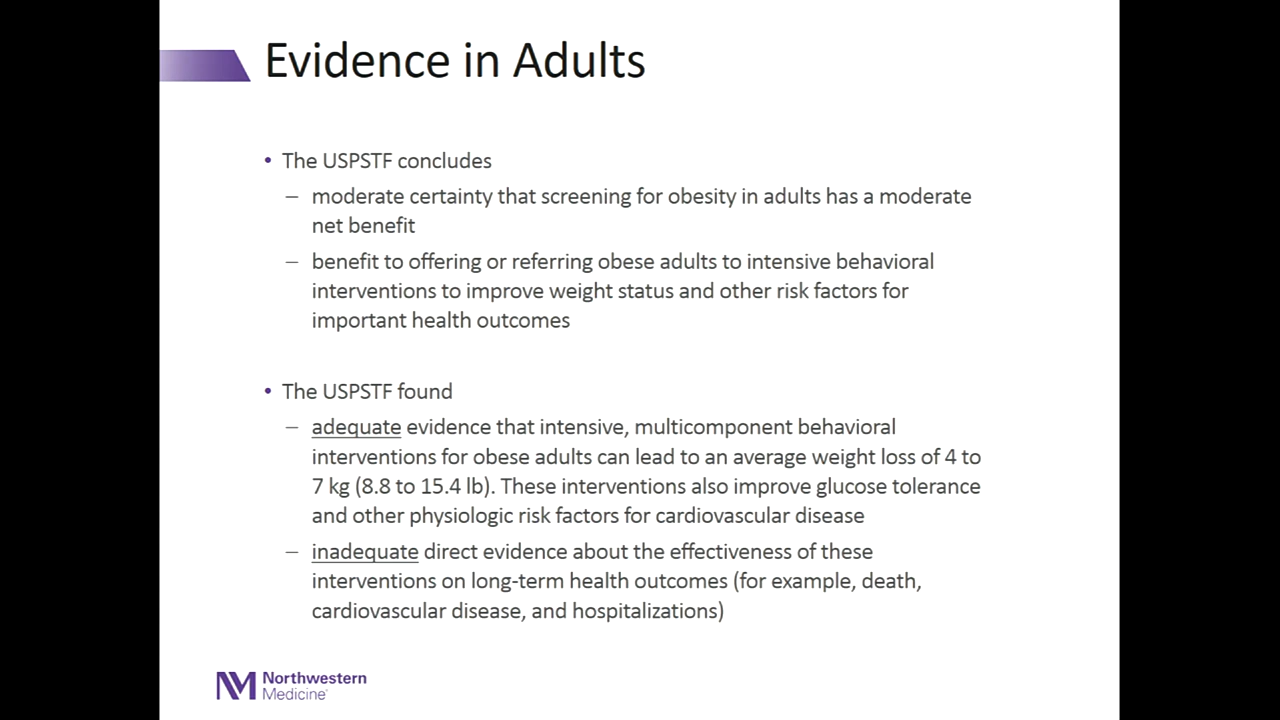 Evidence in Adults
• The USPSTF concludes
– moderate certainty that screening for obesity in adults has a moderate
net benefit
– benefit to offering or referring obese adults to intensive behavioral
interventions to improve weight status and other risk factors for
important health outcomes
• The USPSTF found
– adequate evidence that intensive, multicomponent behavioral
interventions for obese adults can lead to an average weight loss of 4 to
7 kg (8.8 to 15.4 lb). These interventions also improve glucose tolerance
and other physiologic risk factors for cardiovascular disease
– inadequate direct evidence about the effectiveness of these
interventions on long-term health outcomes (for example, death,
cardiovascular disease, and hospitalizations)
NM Northwestern
Medicine